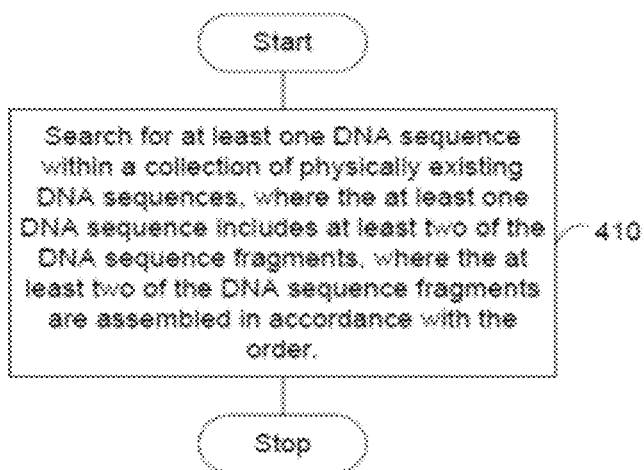 Start
Search for at least one DNA sequence
within a collection of physically existing
DNA sequences, where the at least one
DNA sequence includes at least two of the
DNA sequence fragments, where the at
least two of the DNA sequence fragments
are assembled in accordance with the
order.
410
Stop